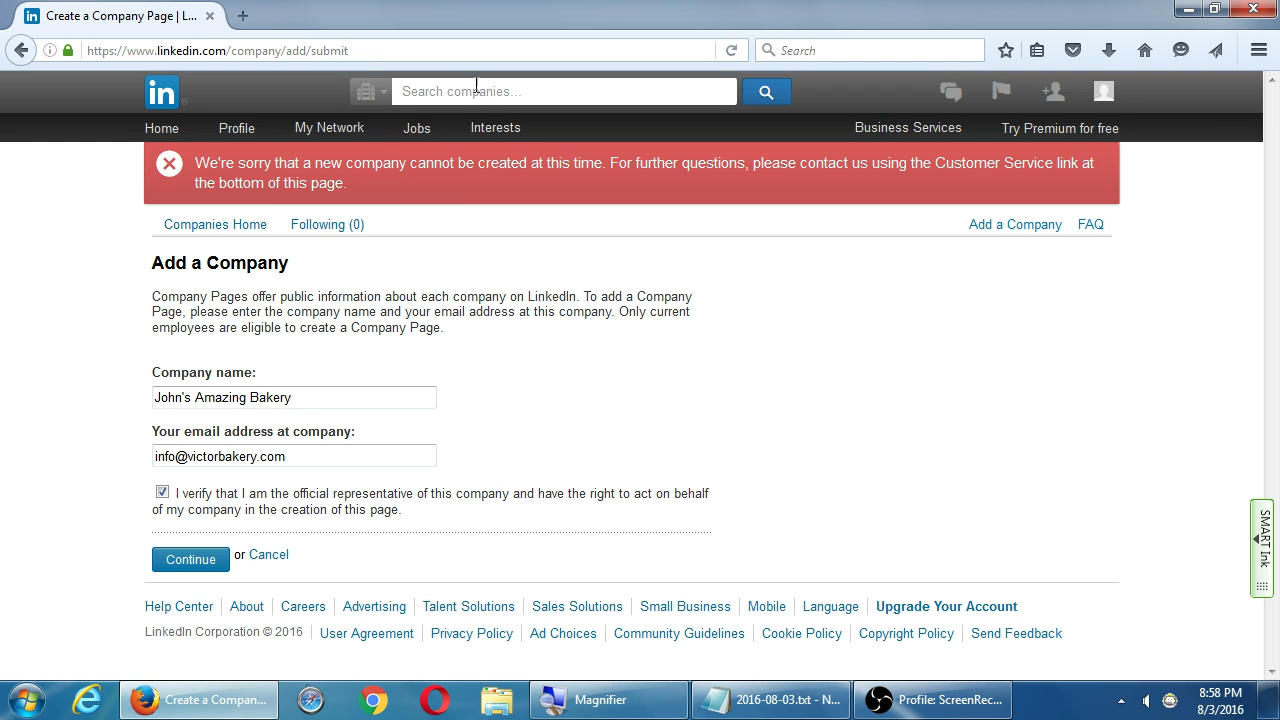 in Create a Company Page | L...
https://www.linkedin.com/company/add/submit
Search
in
Search companies...
Home Profile My Network Jobs Interests Business Services Try Premium for free
We're sorry that a new company cannot be created at this time. For further questions, please contact us using the Customer Service link at
the bottom of this page.
Companies Home Following (0) Add a Company FAQ
Add a Company
Company Pages offer public information about each company on LinkedIn. To add a Company
Page, please enter the company name and your email address at this company. Only current
employees are eligible to create a Company Page.
Company name:
John's Amazing Bakery
Your email address at company:
info@victorbakery.com
I verify that I am the official representative of this company and have the right to act on behalf
of my company in the creation of this page.
Continue or Cancel
SMART Ink
Help Center About Careers Advertising Talent Solutions Sales Solutions Small Business Mobile Language Upgrade Your Account
LinkedIn Corporation © 2016 User Agreement Privacy Policy Ad Choices Community Guidelines Cookie Policy Copyright Policy Send Feedback
Create a Compan... Magnifier 2016-08-03.txt - N... Profile: ScreenRec...
8:58 PM
8/3/2016